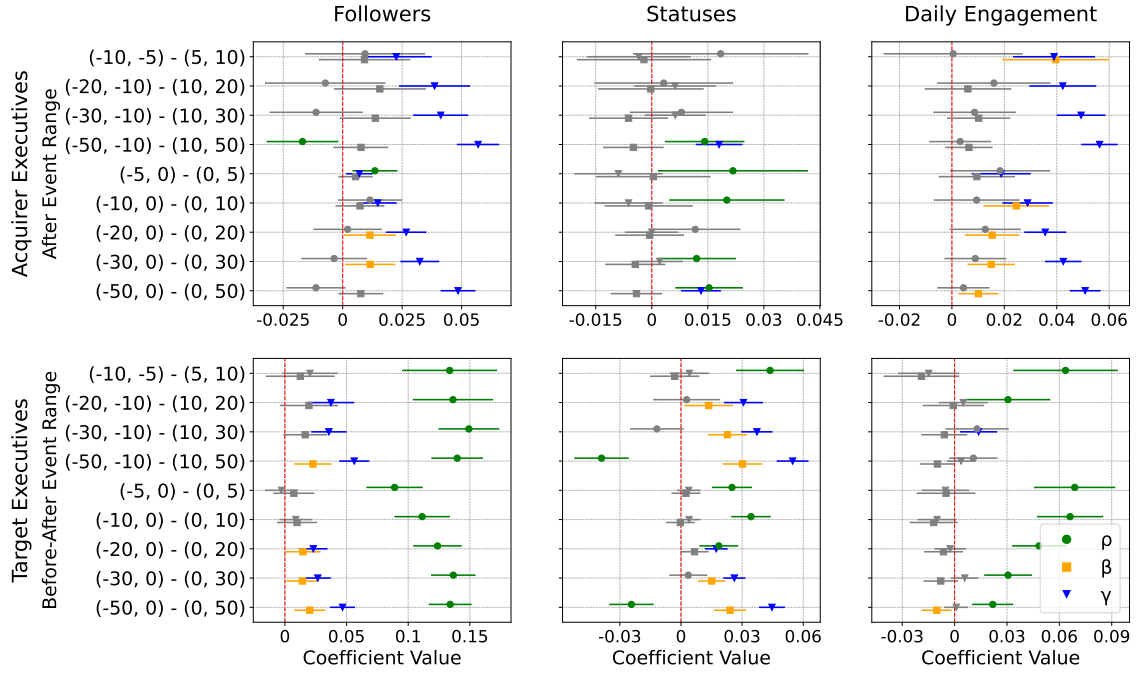 Followers
Statuses
Daily Engagement
Acquirer Executives
After Event Range
(-10, -5) - (5, 10)
(-20, -10) - (10, 20)
(-30, -10) - (10, 30)
(-50, -10) - (10, 50)
(-5, 0) - (0, 5)
(-10, 0) - (0, 10)
(-20, 0) - (0, 20)
(-30, 0) - (0, 30)
(-50, 0) - (0, 50)
-0.025 0 0.025 0.05
-0.015 0 0.015 0.03 0.045
-0.02 0 0.02 0.04 0.06
Target Executives
Before-After Event Range
(-10, -5) - (5, 10)
(-20, -10) - (10, 20)
(-30, -10) - (10, 30)
(-50, -10) - (10, 50)
(-5, 0) - (0, 5)
(-10, 0) - (0, 10)
(-20, 0) - (0, 20)
(-30, 0) - (0, 30)
(-50, 0) - (0, 50)
ρ
β
γ
0 0.05 0.1 0.15
-0.03 0 0.03 0.06
-0.03 0 0.03 0.06 0.09
Coefficient Value
Coefficient Value
Coefficient Value